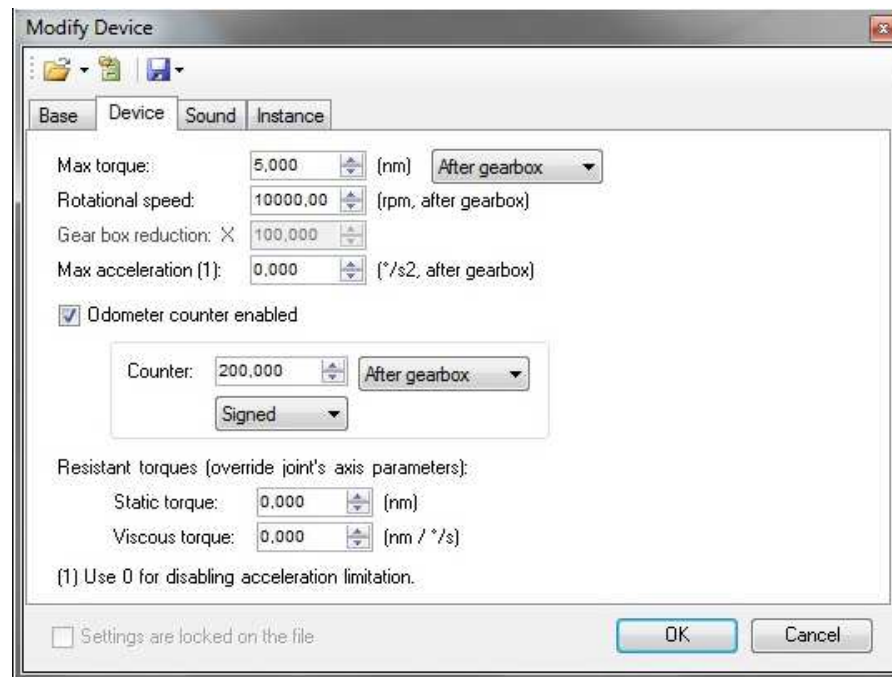 Modify Device
Base Device Sound Instance
Max torque: 5,000 (nm) After gearbox
Rotational speed: 10000,00 (rpm, after gearbox)
Gear box reduction: X 100,000
Max acceleration (1): 0,000 (°/s2, after gearbox)
Odometer counter enabled
Counter: 200,000 After gearbox
Signed
Resistant torques (override joint's axis parameters):
Static torque: 0,000 (nm)
Viscous torque: 0,000 (nm / °/s)
(1) Use 0 for disabling acceleration limitation.
Settings are locked on the file OK Cancel